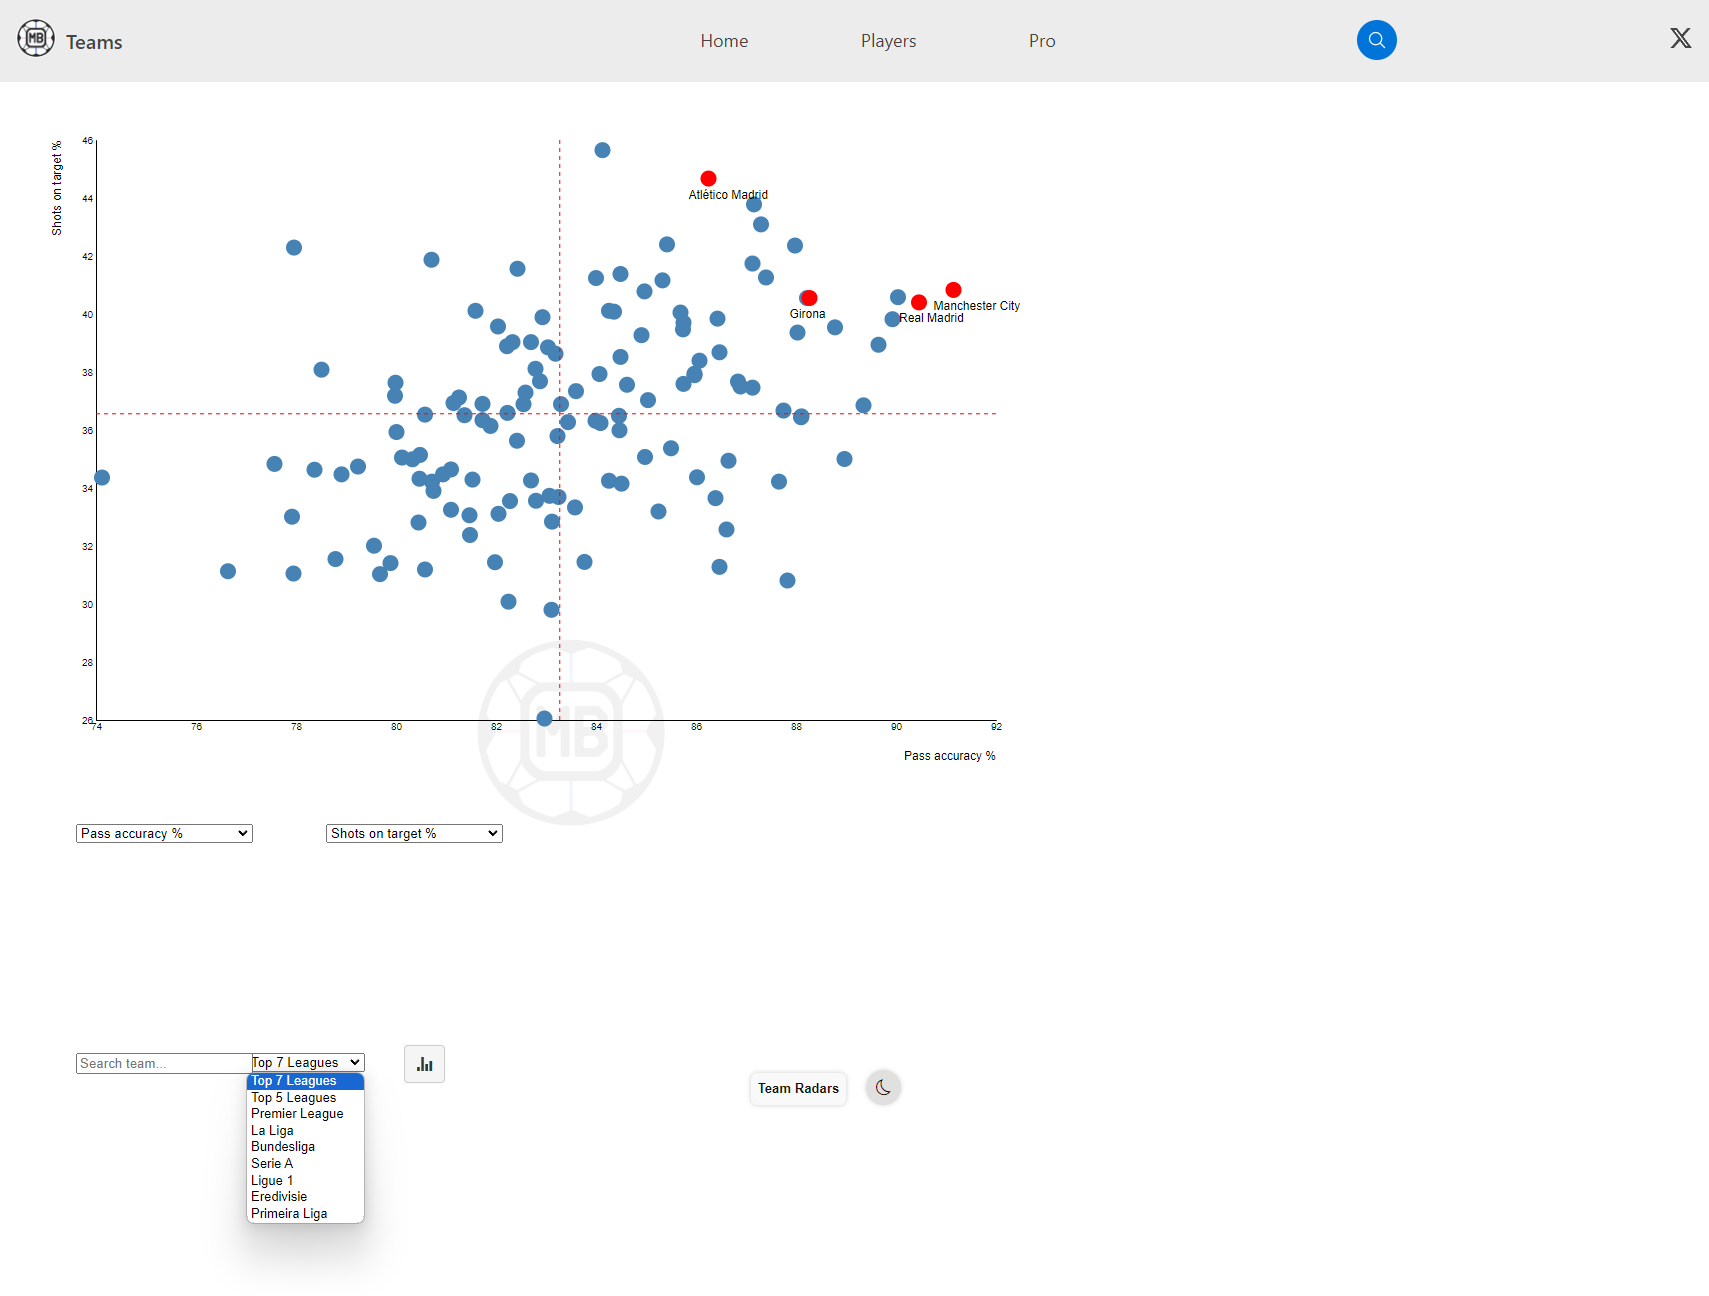 MB Teams Home Players Pro
Shots on target %
46
44
42
40
38
36
34
32
30
28
26
Atlético Madrid
Girona
Manchester City
Real Madrid
74 76 78 80 82 84 86 88 90 92
MB
Pass accuracy %
Pass accuracy % Shots on target %
Search team... Top 7 Leagues
Top 7 Leagues
Top 5 Leagues
Premier League
La Liga
Bundesliga
Serie A
Ligue 1
Eredivisie
Primeira Liga
Team Radars